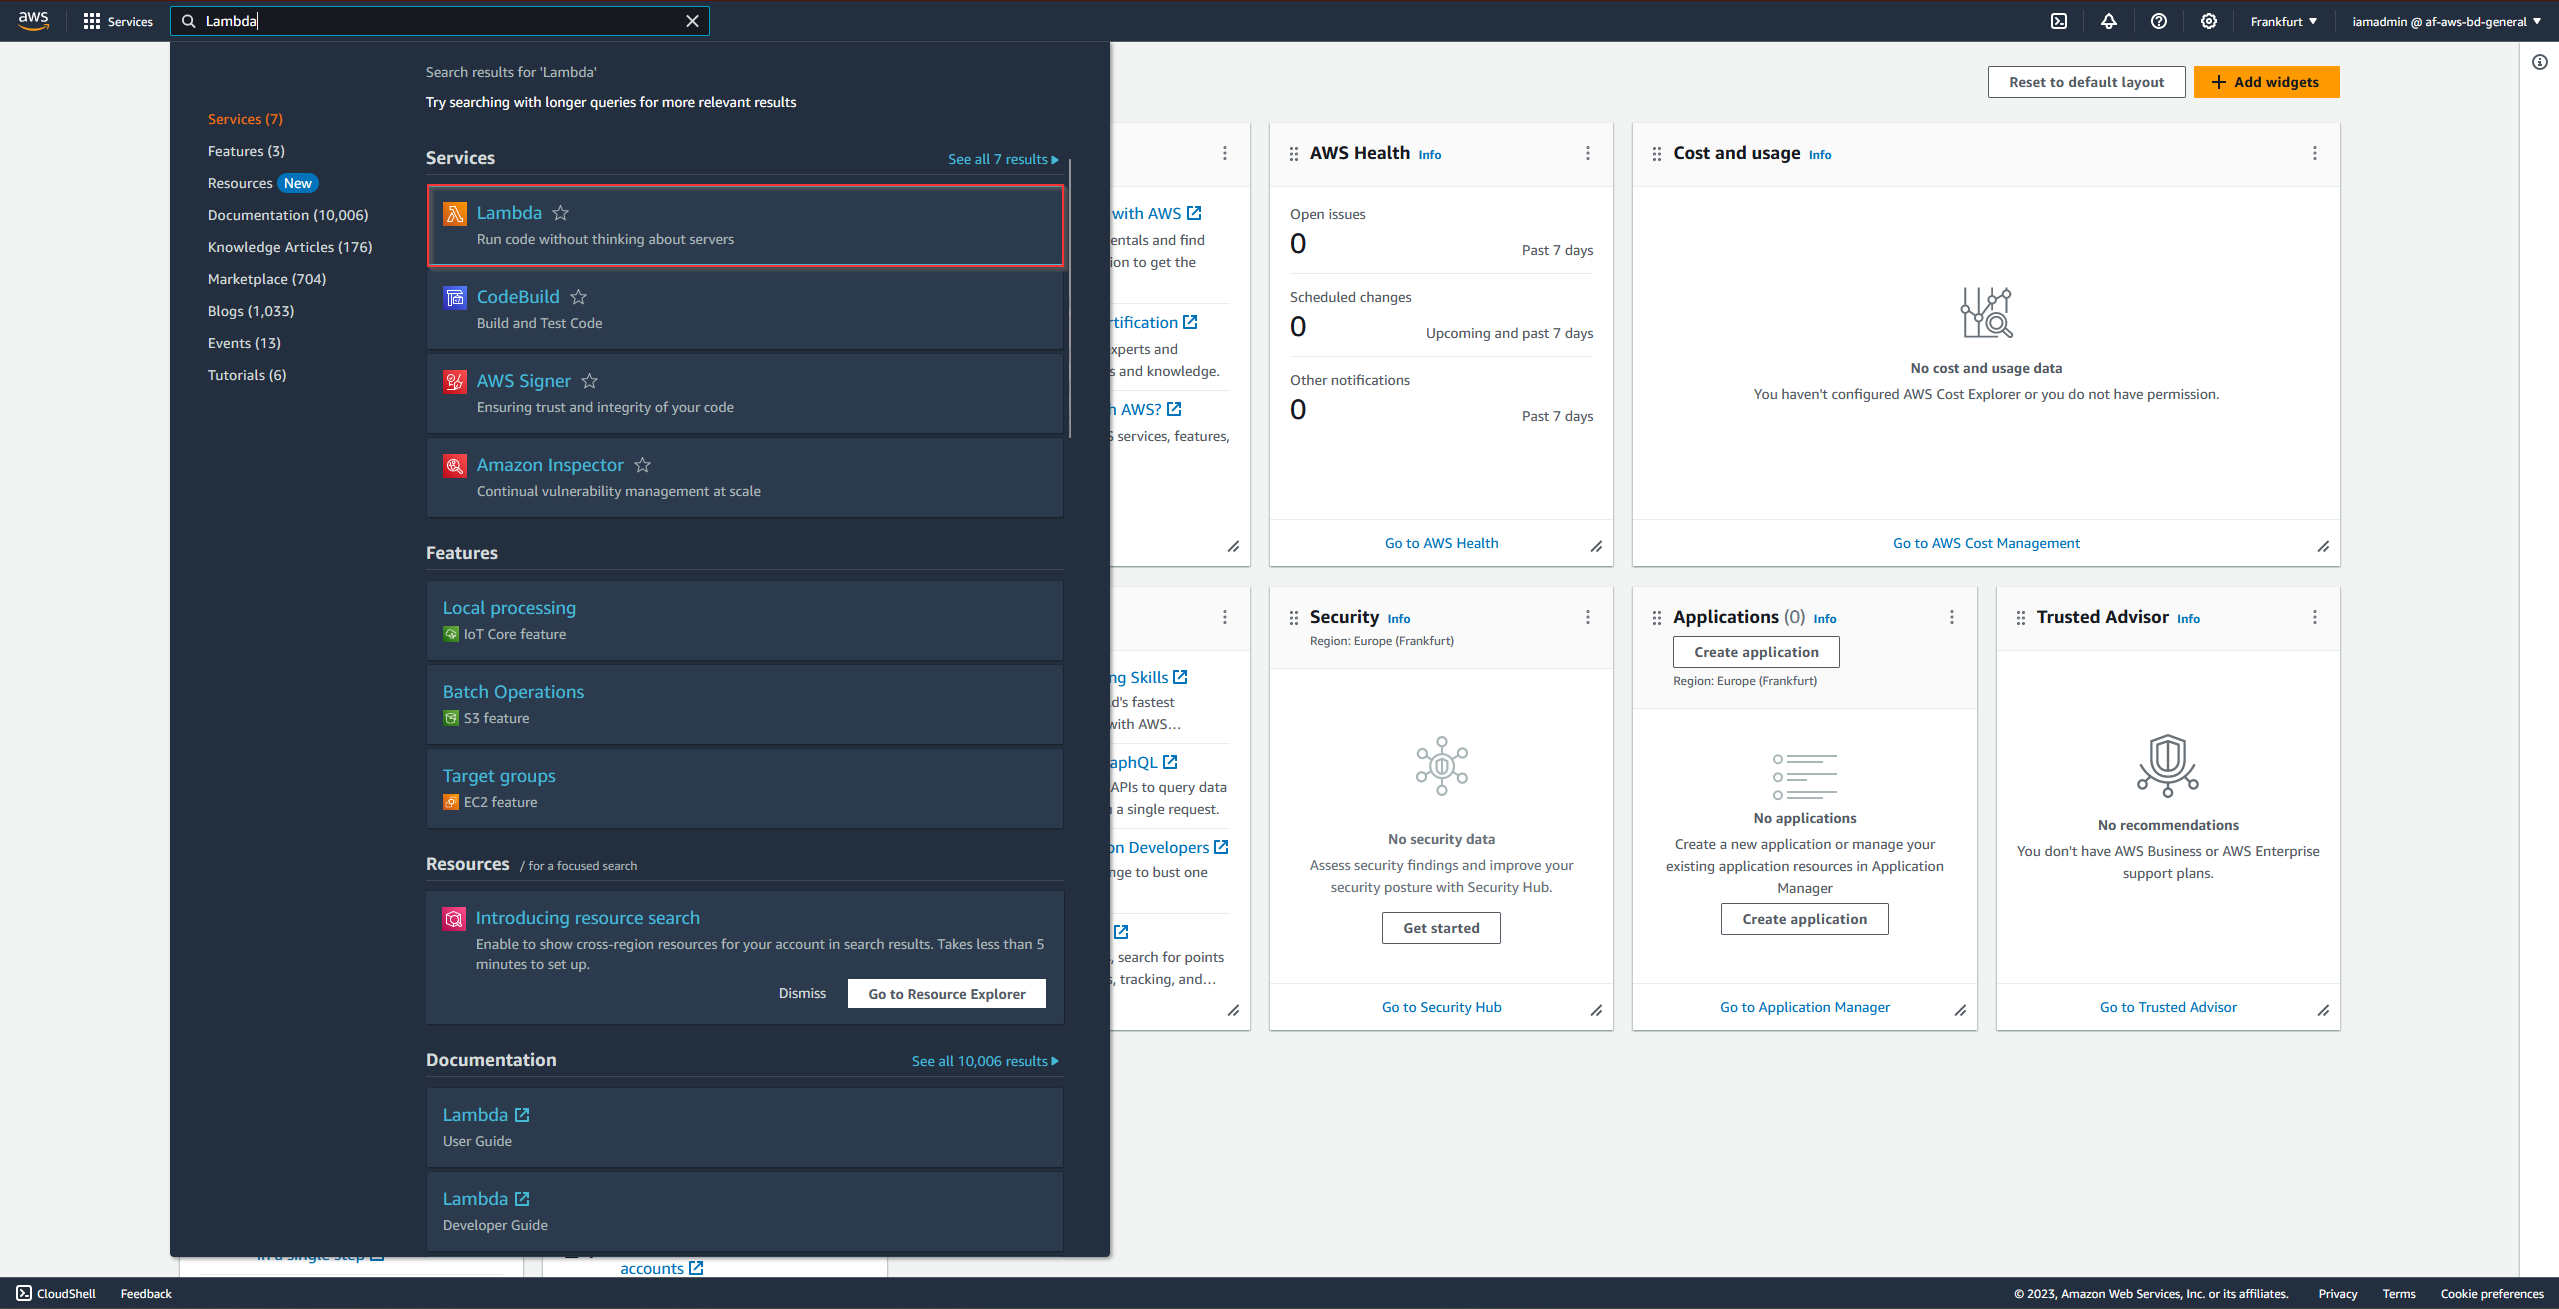 aws
Services
Lambda
Frankfurt
iamadmin @ af-aws-bd-general
Search results for 'Lambda'
Try searching with longer queries for more relevant results
Services (7)
Features (3)
Resources New
Documentation (10,006)
Knowledge Articles (176)
Marketplace (704)
Blogs (1,033)
Events (13)
Tutorials (6)
Services
See all 7 results
Lambda
Run code without thinking about servers
CodeBuild
Build and Test Code
AWS Signer
Ensuring trust and integrity of your code
Amazon Inspector
Continual vulnerability management at scale
Features
Local processing
IoT Core feature
Batch Operations
S3 feature
Target groups
EC2 feature
Resources / for a focused search
Introducing resource search
Enable to show cross-region resources for your account in search results. Takes less than 5
minutes to set up.
Dismiss
Go to Resource Explorer
Documentation
See all 10,006 results
Lambda
User Guide
Lambda
Developer Guide
in a single step
accounts
Reset to default layout
Add widgets
with AWS
entals and find
ion to get the
rtification
xperts and
s and knowledge.
h AWS?
S services, features,
AWS Health Info
Open issues
0
Past 7 days
Scheduled changes
0
Upcoming and past 7 days
Other notifications
0
Past 7 days
Go to AWS Health
Cost and usage Info
No cost and usage data
You haven't configured AWS Cost Explorer or you do not have permission.
Go to AWS Cost Management
ng Skills
d's fastest
with AWS...
aphQL
APIs to query data
a single request.
on Developers
nge to bust one
, search for points
s, tracking, and...
Security Info
Region: Europe (Frankfurt)
No security data
Assess security findings and improve your
security posture with Security Hub.
Get started
Go to Security Hub
Applications (0) Info
Create application
Region: Europe (Frankfurt)
No applications
Create a new application or manage your
existing application resources in Application
Manager
Create application
Go to Application Manager
Trusted Advisor Info
No recommendations
You don't have AWS Business or AWS Enterprise
support plans.
Go to Trusted Advisor
CloudShell
Feedback
© 2023, Amazon Web Services, Inc. or its affiliates.
Privacy
Terms
Cookie preferences